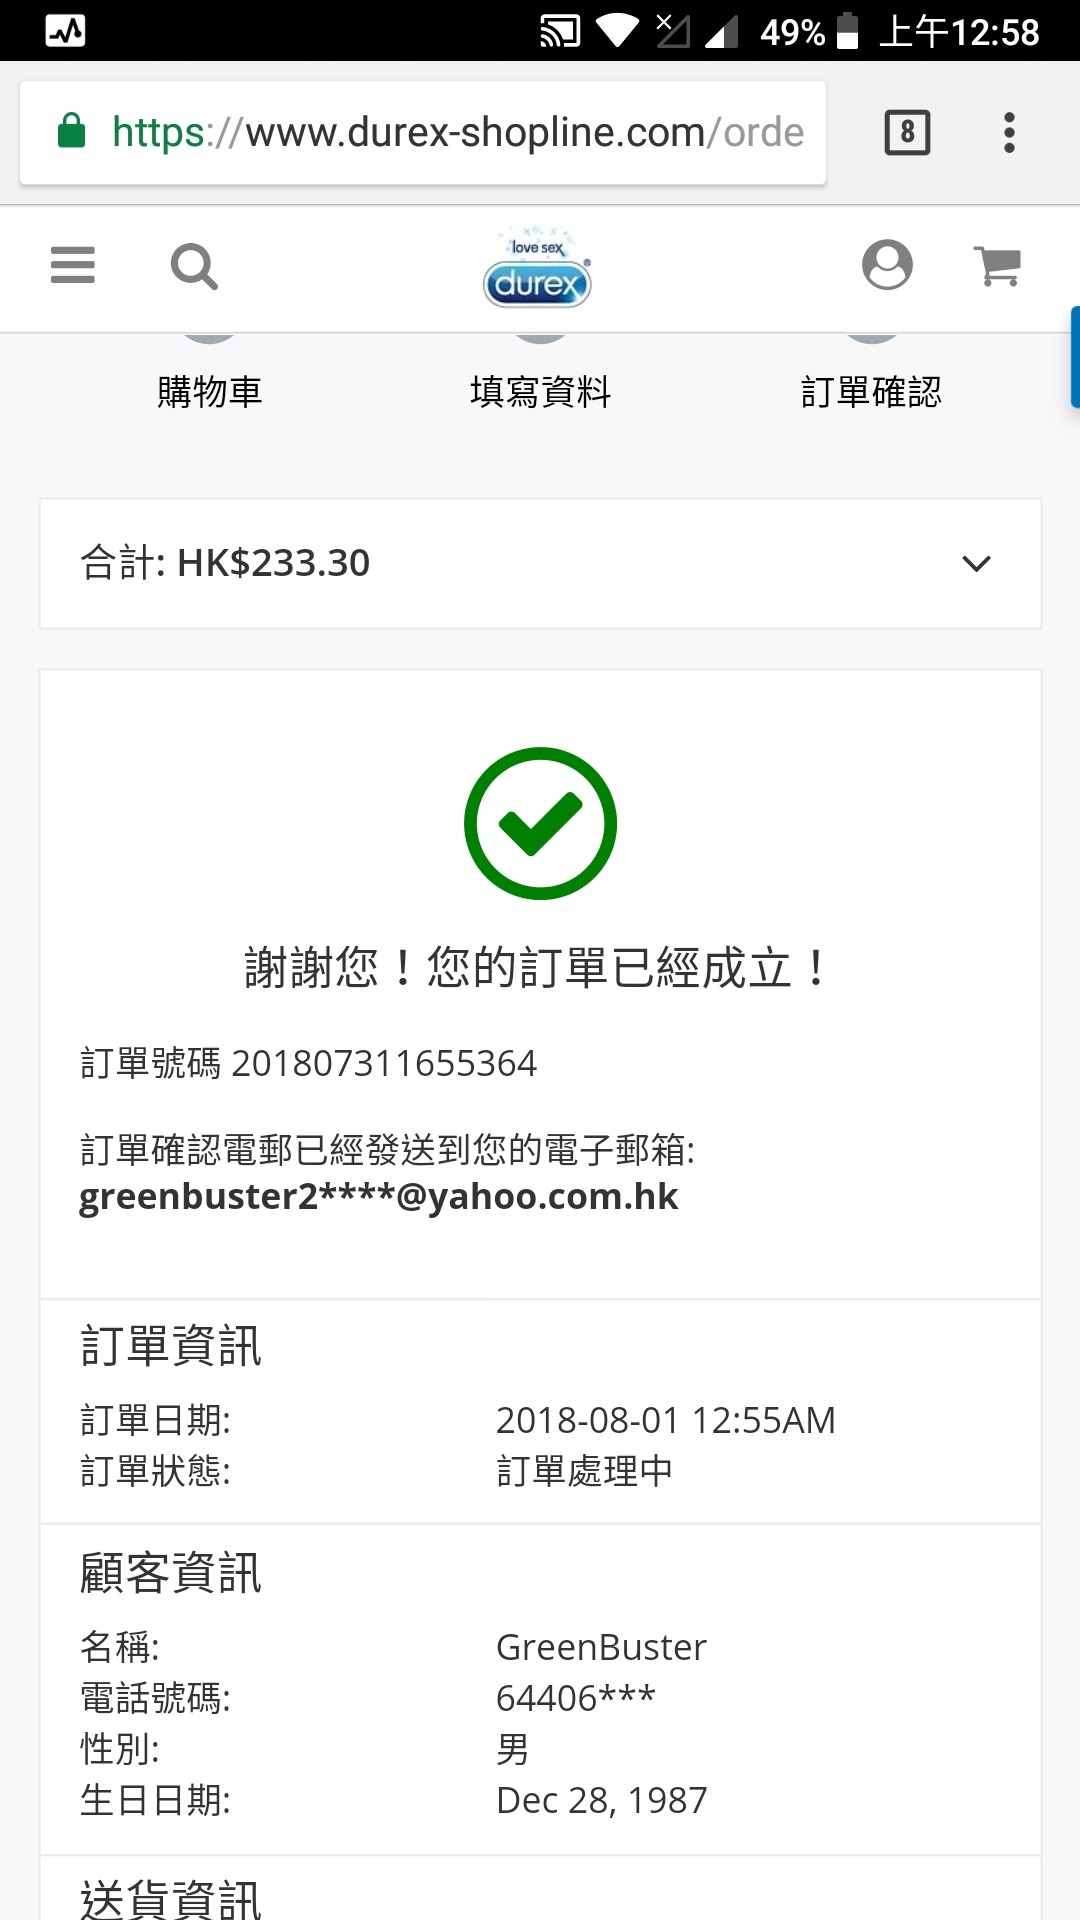 49% 上午12:58
https://www.durex-shopline.com/orde
8
love sex
durex®
購物車 填寫資料 訂單確認
合計: HK$233.30
謝謝您！您的訂單已經成立！
訂單號碼 201807311655364
訂單確認電郵已經發送到您的電子郵箱:
greenbuster2****@yahoo.com.hk
訂單資訊
訂單日期: 2018-08-01 12:55AM
訂單狀態: 訂單處理中
顧客資訊
名稱: GreenBuster
電話號碼: 64406***
性別: 男
生日日期: Dec 28, 1987
送貨資訊